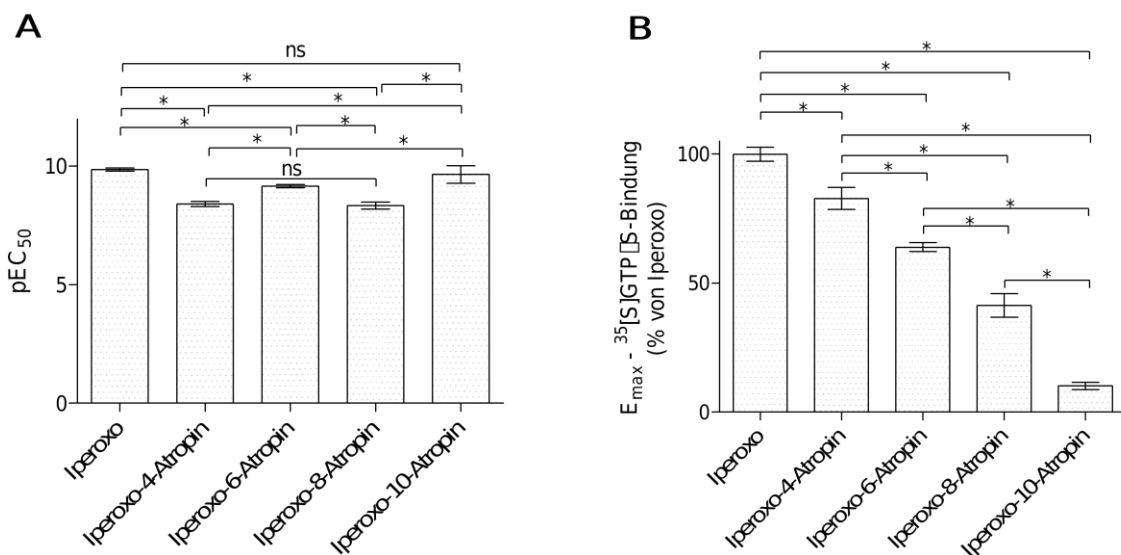 A
ns
*
*
*
*
*
*
*
*
ns
10
5
0
pEC50
Iperoxo
Iperoxo-4-Atropin
Iperoxo-6-Atropin
Iperoxo-8-Atropin
Iperoxo-10-Atropin
B
*
*
*
*
*
*
*
*
*
*
100
50
0
Emax - 35[S]GTP□S-Bindung
(% von Iperoxo)
Iperoxo
Iperoxo-4-Atropin
Iperoxo-6-Atropin
Iperoxo-8-Atropin
Iperoxo-10-Atropin